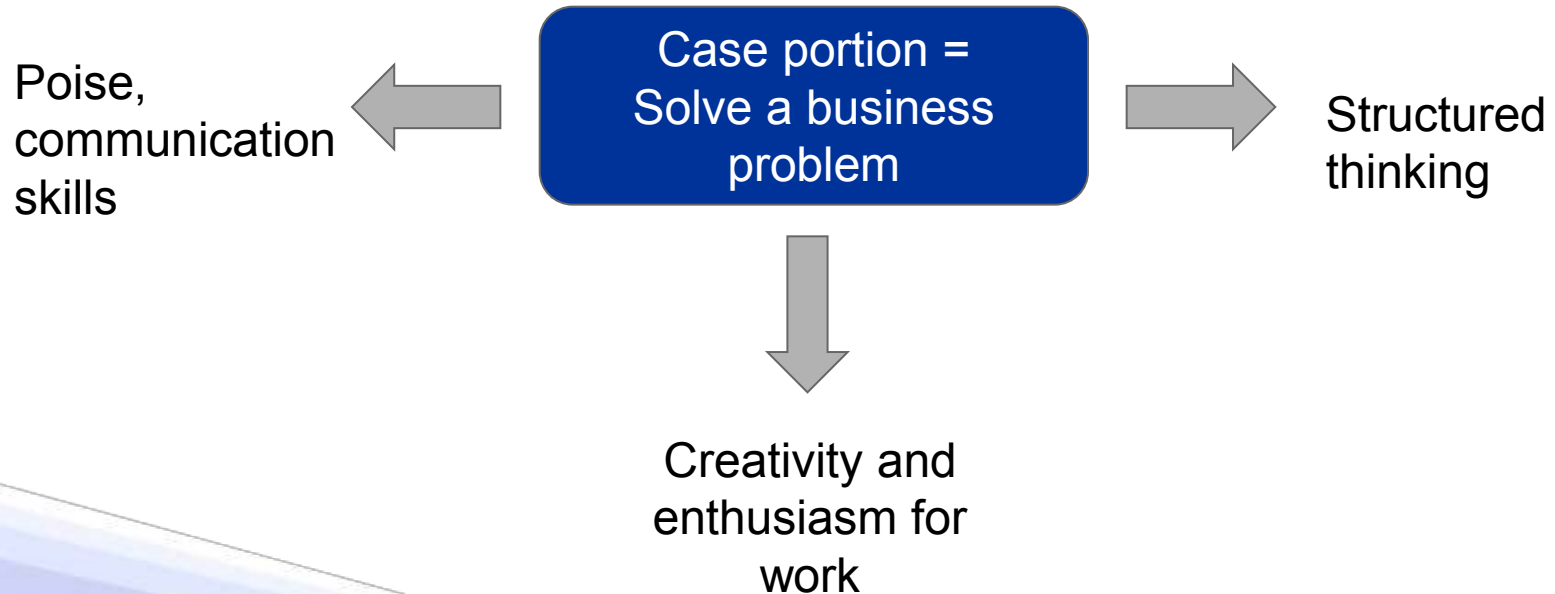 Poise,
communication
skills
Case portion =
Solve a business
problem
Structured
thinking
Creativity and
enthusiasm for
work